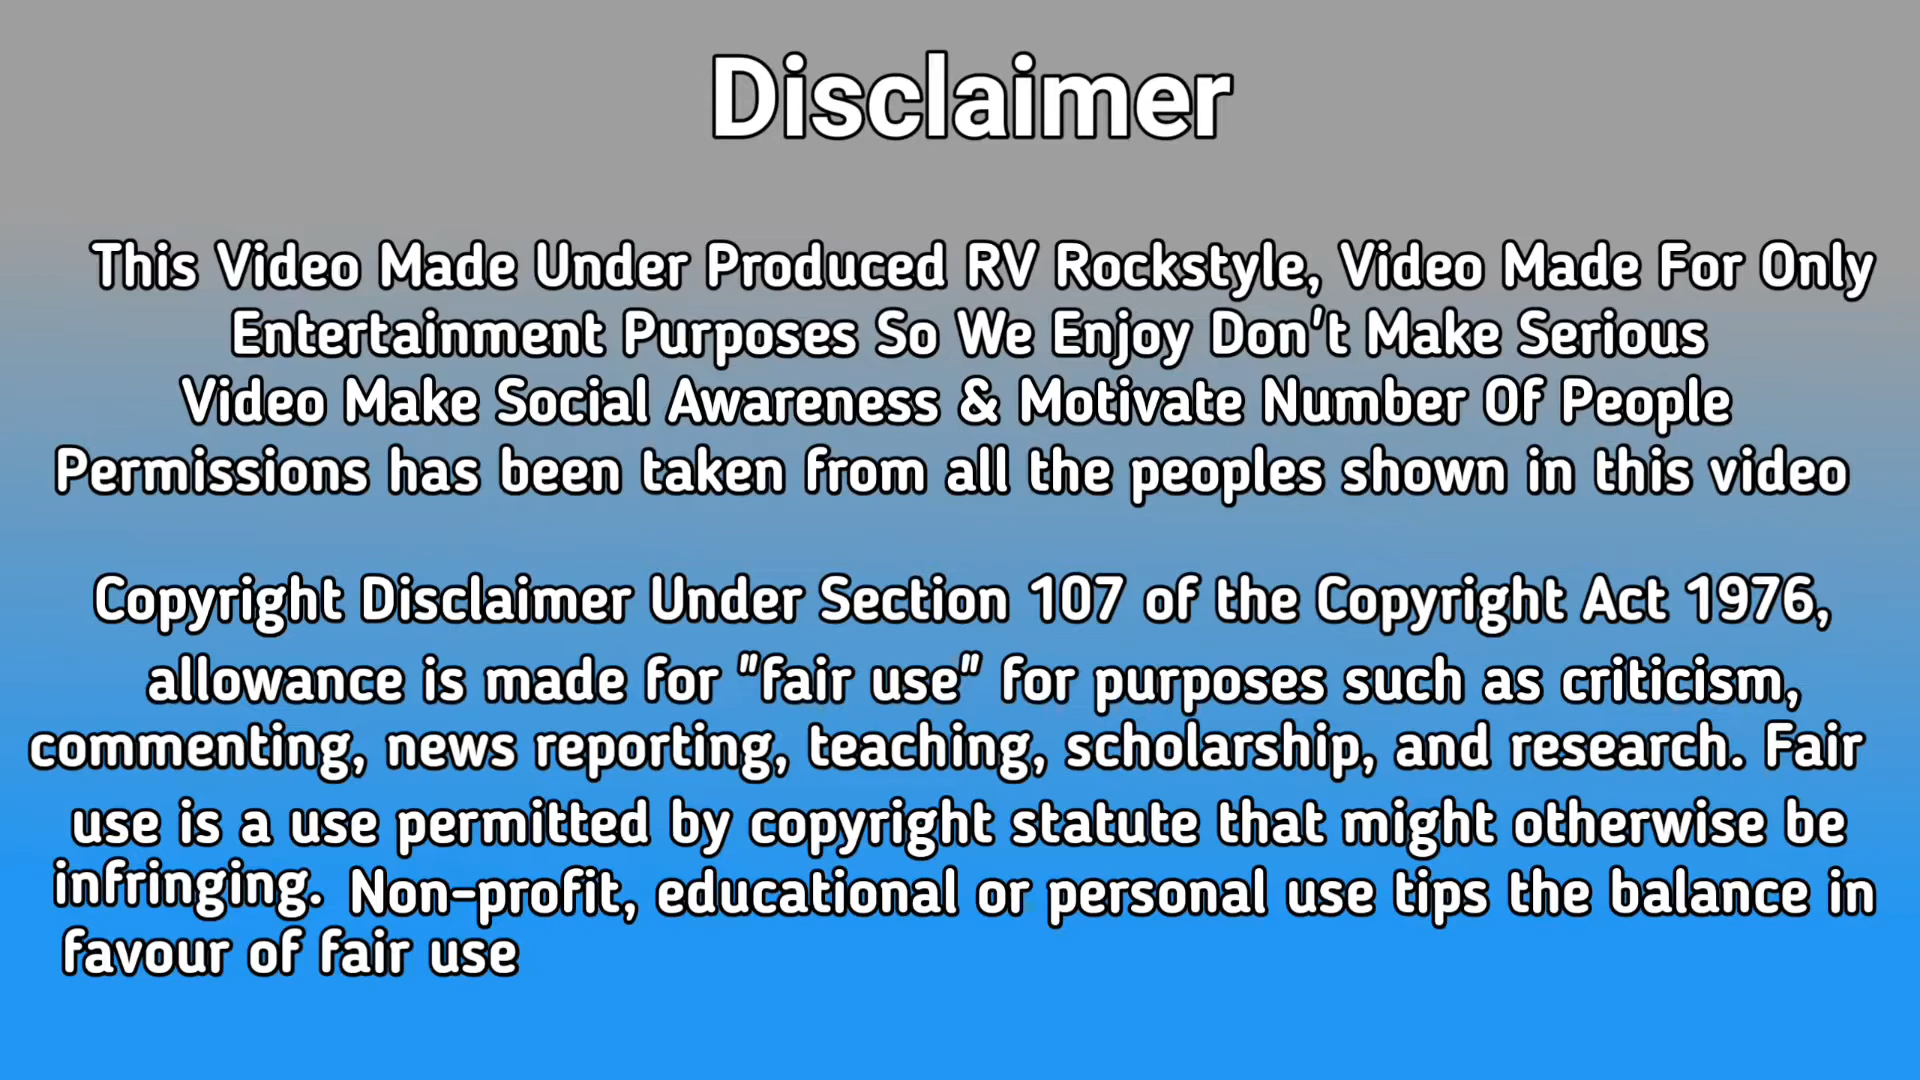 Disclaimer
This Video Made Under Produced RV Rockstyle, Video Made For Only
Entertainment Purposes So We Enjoy Don't Make Serious
Video Make Social Awareness & Motivate Number Of People
Permissions has been taken from all the peoples shown in this video
Copyright Disclaimer Under Section 107 of the Copyright Act 1976,
allowance is made for "fair use" for purposes such as criticism,
commenting, news reporting, teaching, scholarship, and research. Fair
use is a use permitted by copyright statute that might otherwise be
infringing. Non-profit, educational or personal use tips the balance in
favour of fair use